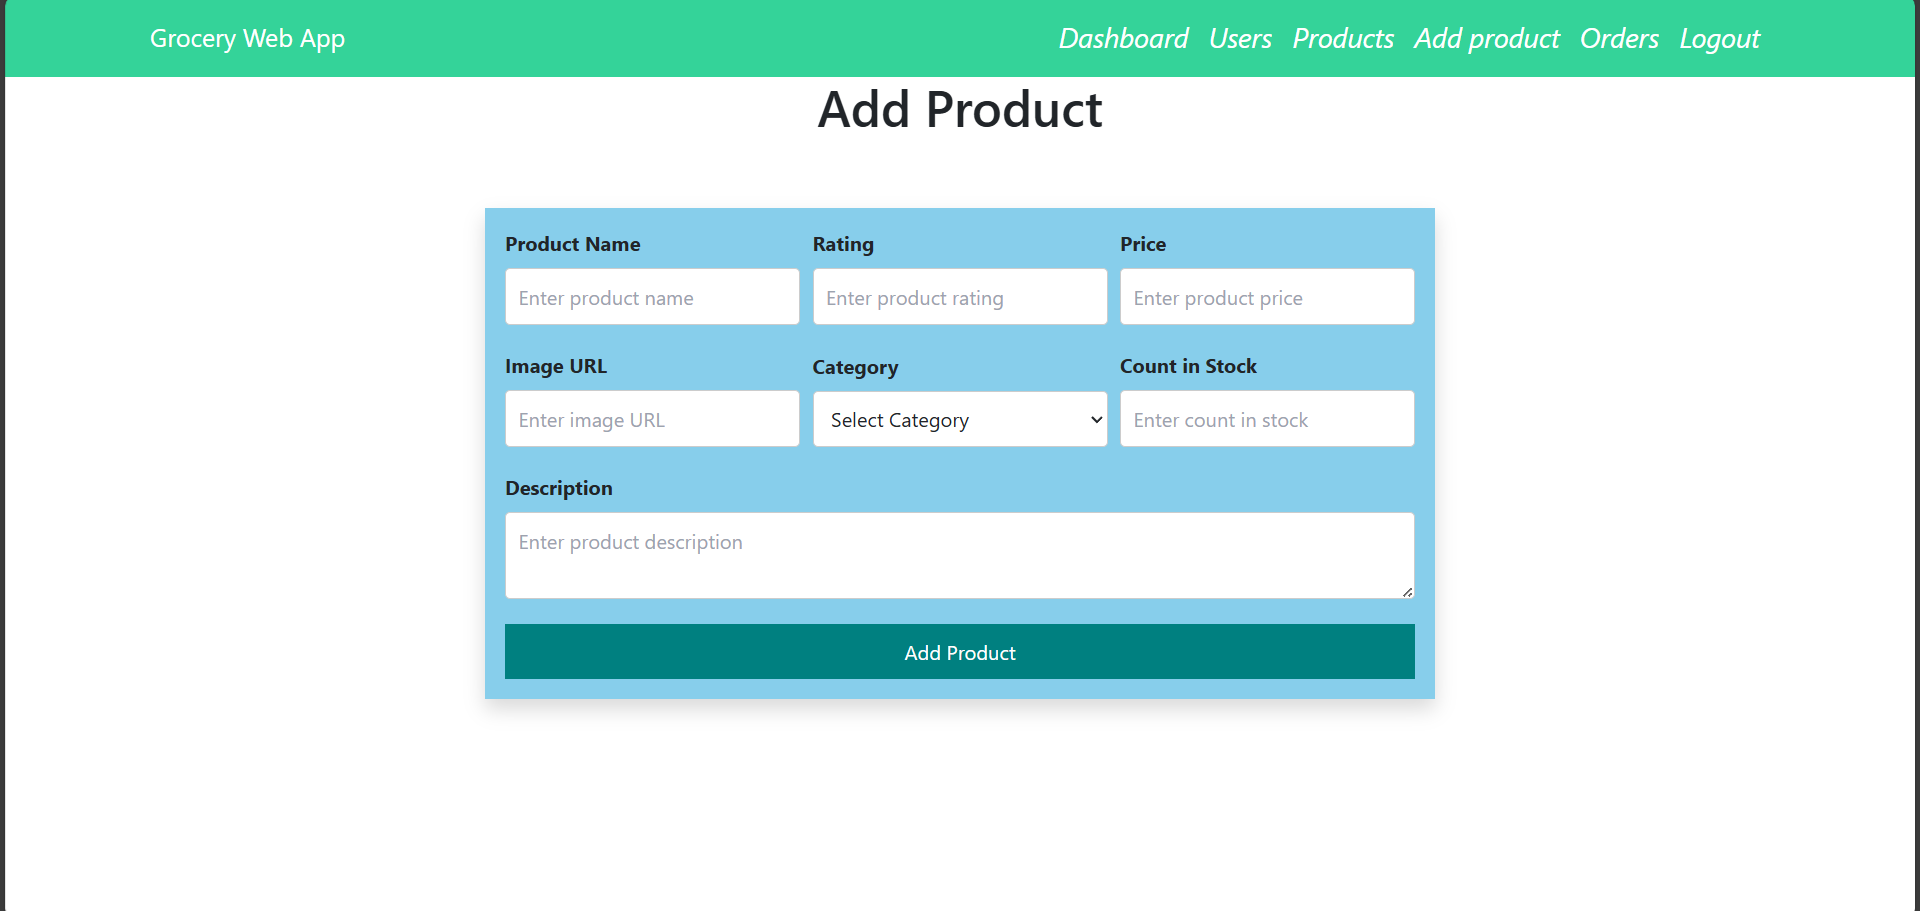 Grocery Web App Dashboard Users Products Add product Orders Logout
Add Product
Product Name Rating Price
Enter product name Enter product rating Enter product price
Image URL Category Count in Stock
Enter image URL Select Category Enter count in stock
Description
Enter product description
Add Product